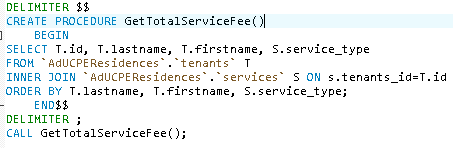 DELIMITER $$
CREATE PROCEDURE GetTotalServiceFee()
BEGIN
SELECT T.id, T.lastname, T.firstname, S.service_type
FROM `AdUCPEResidences`.`tenants` T
INNER JOIN `AdUCPEResidences`.`services` S ON s.tenants_id=T.id
ORDER BY T.lastname, T.firstname, S.service_type;
END$$
DELIMITER ;
CALL GetTotalServiceFee();